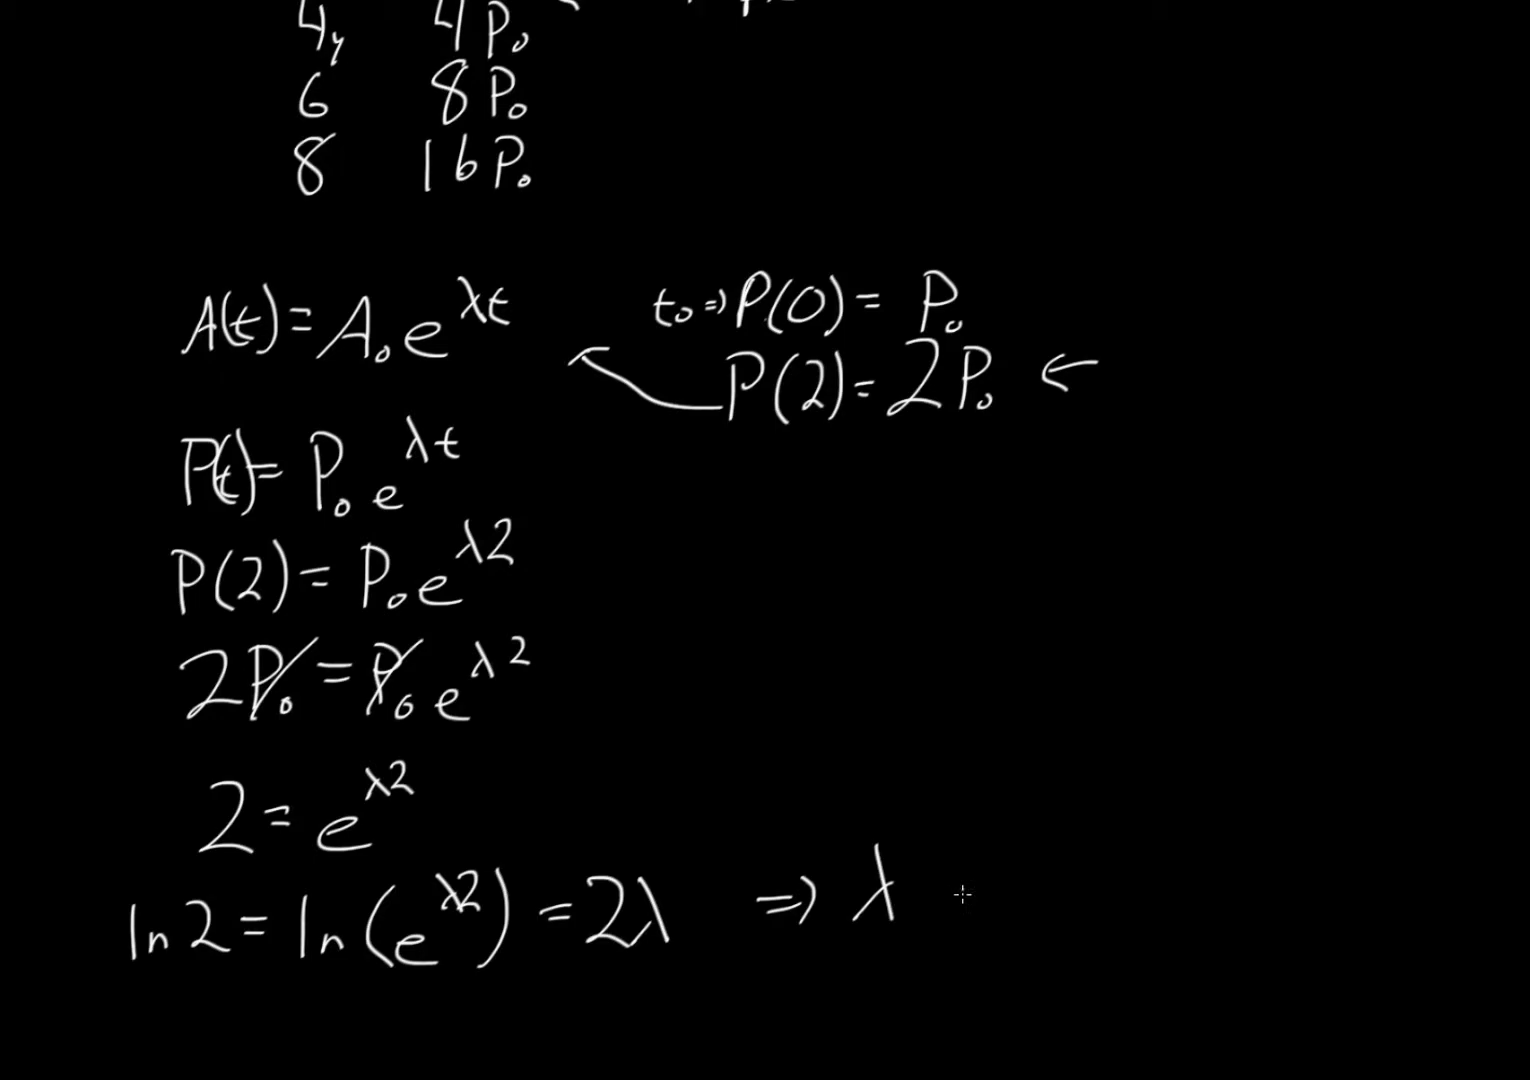 4y 4P₀
6 8P₀
8 16P₀
A(t) = A₀e^λt t₀ ⇒ P(0) = P₀
P(2) = 2P₀ ←
P(t) = P₀e^λt
P(2) = P₀e^λ2
2P₀ = P₀e^λ2
2 = e^λ2
ln 2 = ln(e^λ2) = 2λ ⇒ λ